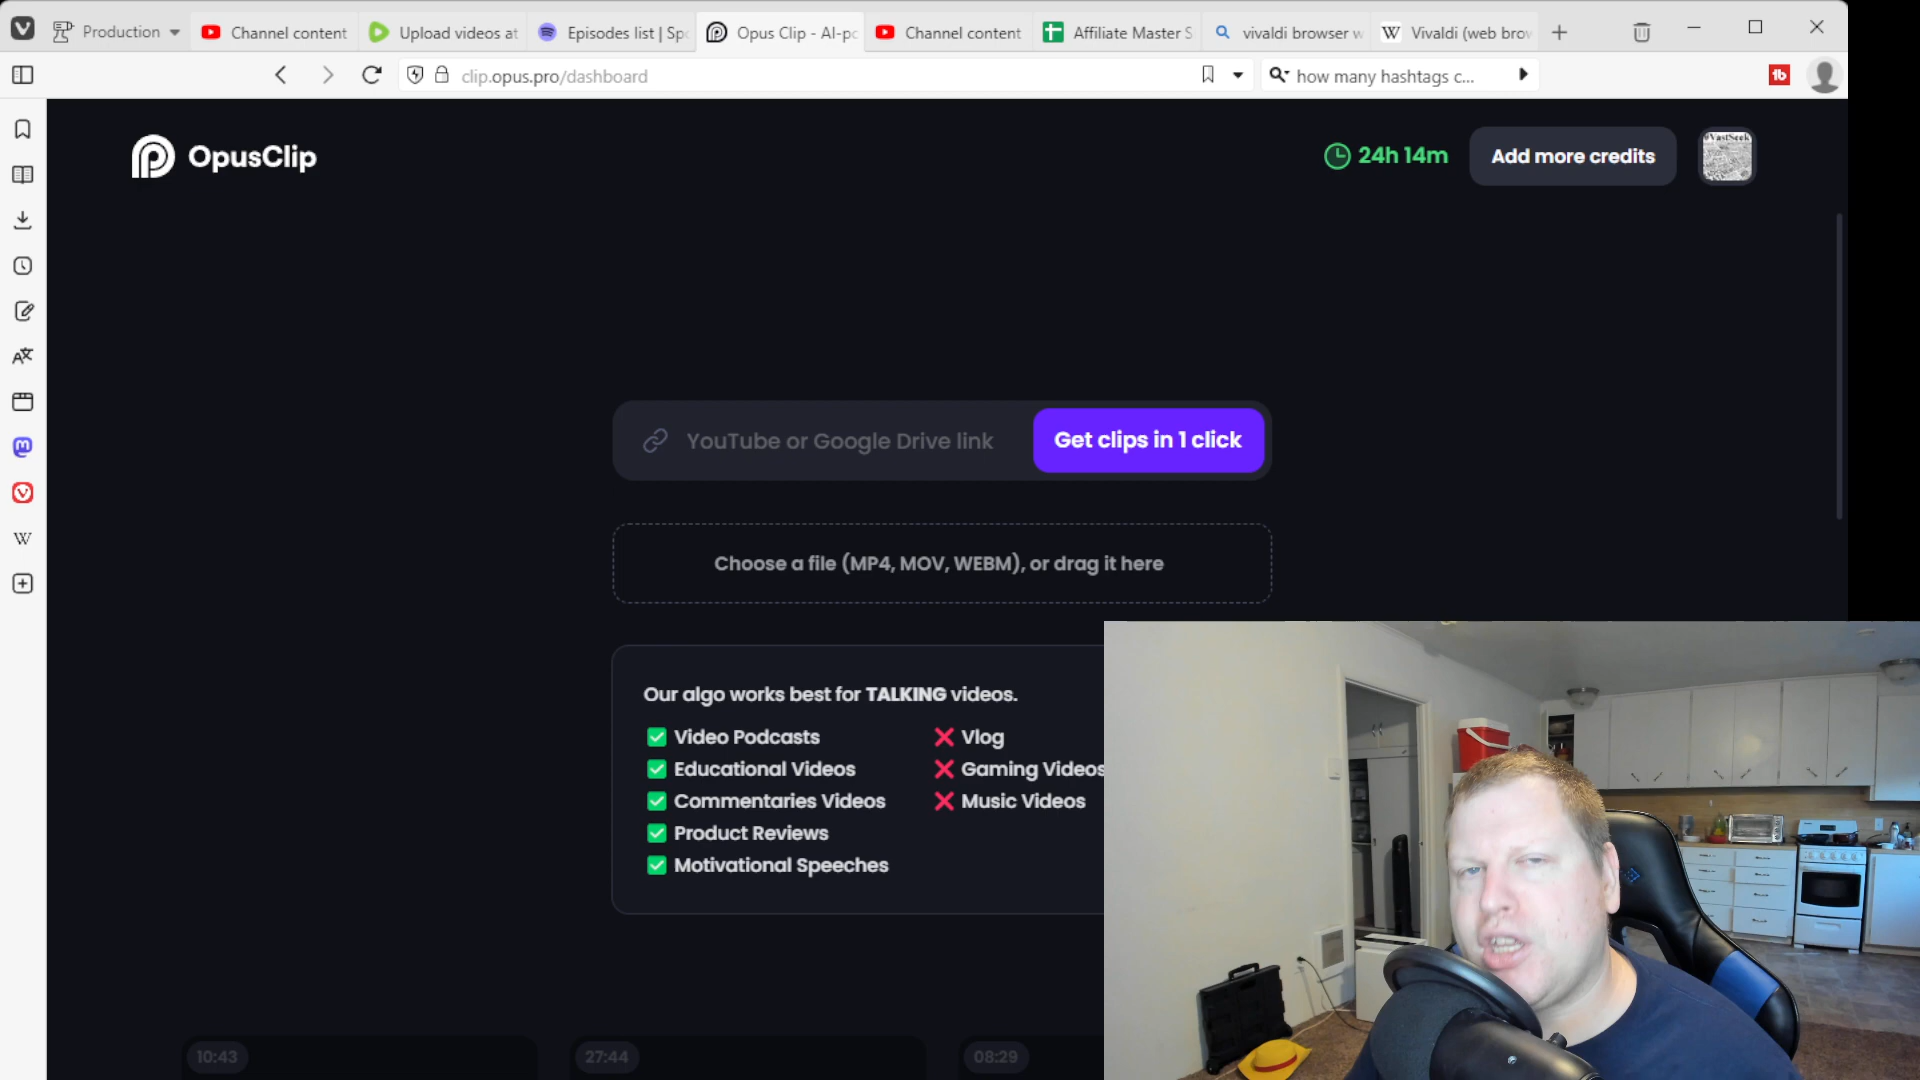 Production
Channel content
Upload videos at
Episodes list | Sp
Opus Clip - AI-po
Channel content
Affiliate Master S
vivaldi browser w
W Vivaldi (web brow
clip.opus.pro/dashboard
how many hashtags c...
tb
OpusClip
24h 14m
Add more credits
#VastSeek
YouTube or Google Drive link
Get clips in 1 click
W
Choose a file (MP4, MOV, WEBM), or drag it here
Our algo works best for TALKING videos.
Video Podcasts
Vlog
Educational Videos
Gaming Videos
Commentaries Videos
Music Videos
Product Reviews
Motivational Speeches
10:43
27:44
08:29